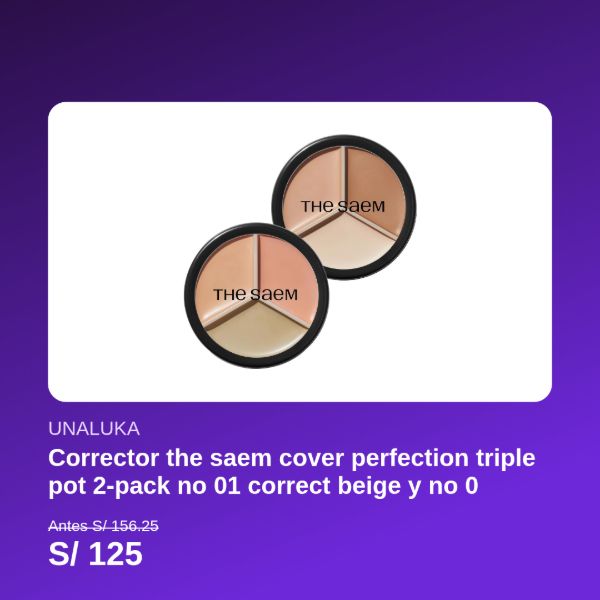 THE SAEM
THE SAEM
UNALUKA
Corrector the saem cover perfection triple
pot 2-pack no 01 correct beige y no 0
Antes S/ 156.25
S/ 125